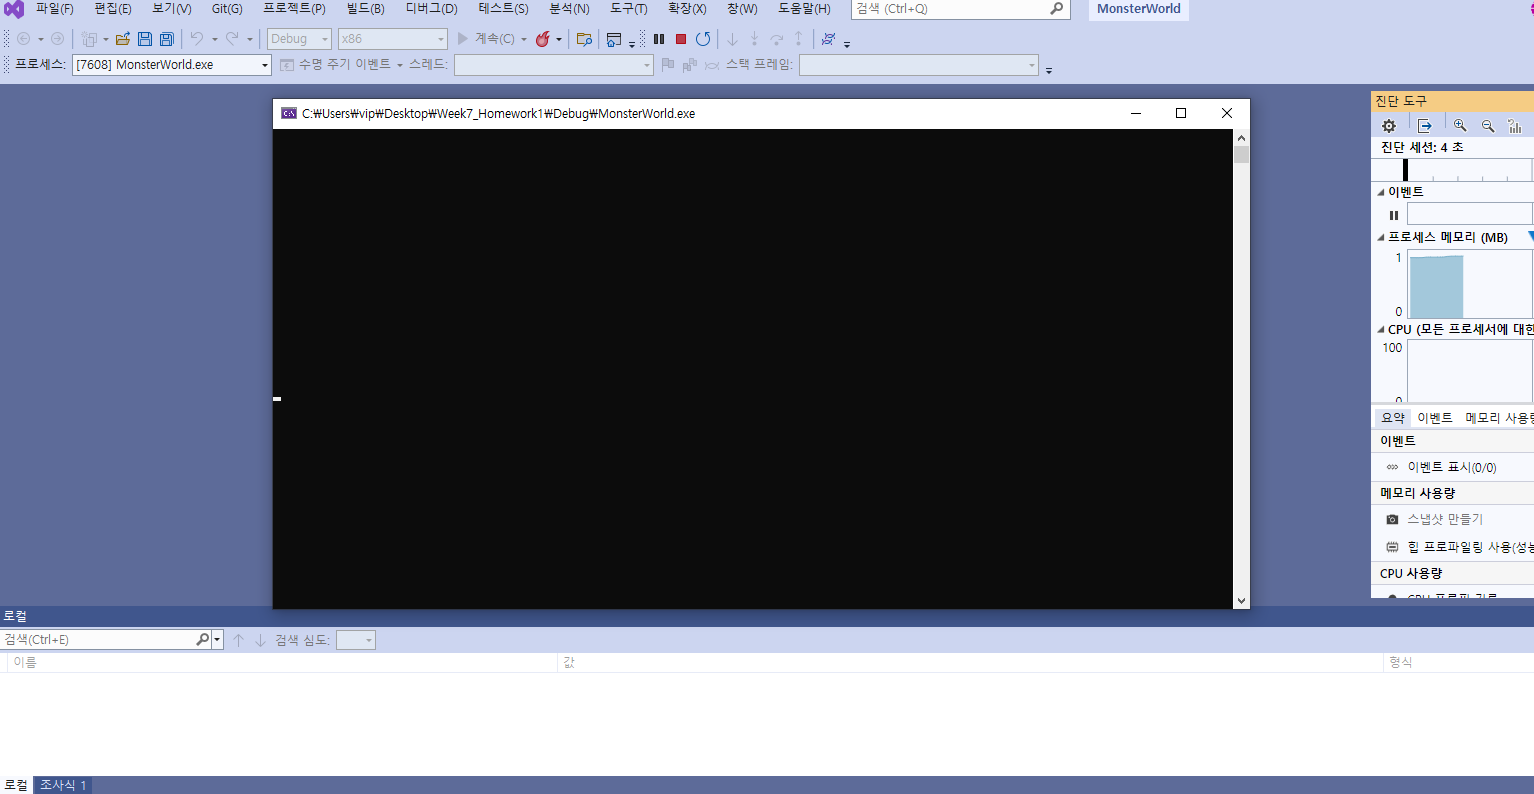 파일(F) 편집(E) 보기(V) Git(G) 프로젝트(P) 빌드(B) 디버그(D) 테스트(S) 분석(N) 도구(T) 확장(X) 창(W) 도움말(H) 검색 (Ctrl+Q) MonsterWorld
Debug x86 계속(C)
프로세스: [7608] MonsterWorld.exe 수명 주기 이벤트 스레드: 스택 프레임:
C:₩Users₩vip₩Desktop₩Week7_Homework1₩Debug₩MonsterWorld.exe
진단 도구
진단 세션: 4 초
이벤트
프로세스 메모리 (MB)
1
0
CPU (모든 프로세서에 대한
100
0
요약 이벤트 메모리 사용량
이벤트
이벤트 표시(0/0)
메모리 사용량
스냅샷 만들기
힙 프로파일링 사용(성능
CPU 사용량
로컬
검색(Ctrl+E) 검색 심도:
이름 값 형식
로컬 조사식 1